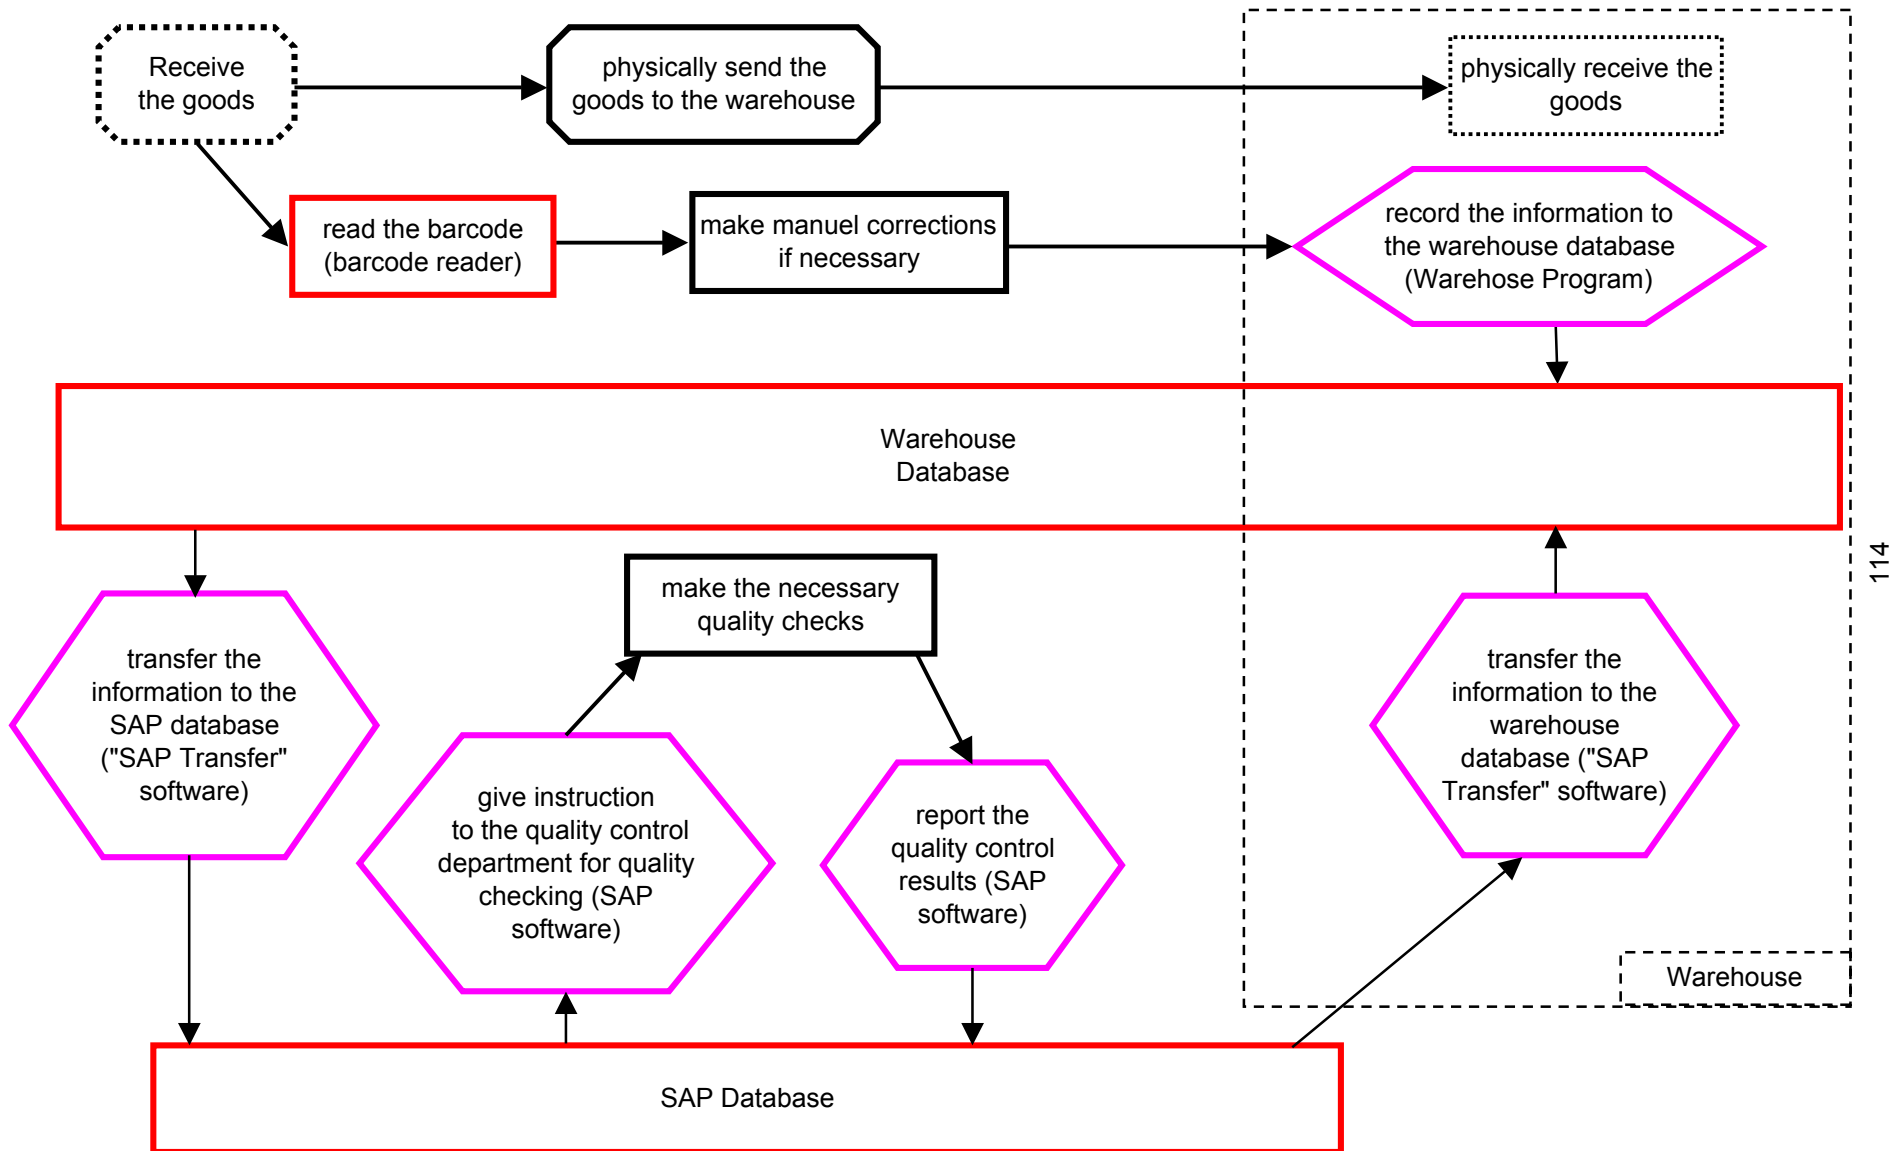 Receive
the goods
physically send the
goods to the warehouse
physically receive the
goods
read the barcode
(barcode reader)
make manuel corrections
if necessary
record the information to
the warehouse database
(Warehose Program)
Warehouse
Database
114
make the necessary
quality checks
transfer the
information to the
SAP database
("SAP Transfer"
software)
give instruction
to the quality control
department for quality
checking (SAP
software)
report the
quality control
results (SAP
software)
transfer the
information to the
warehouse
database ("SAP
Transfer" software)
Warehouse
SAP Database